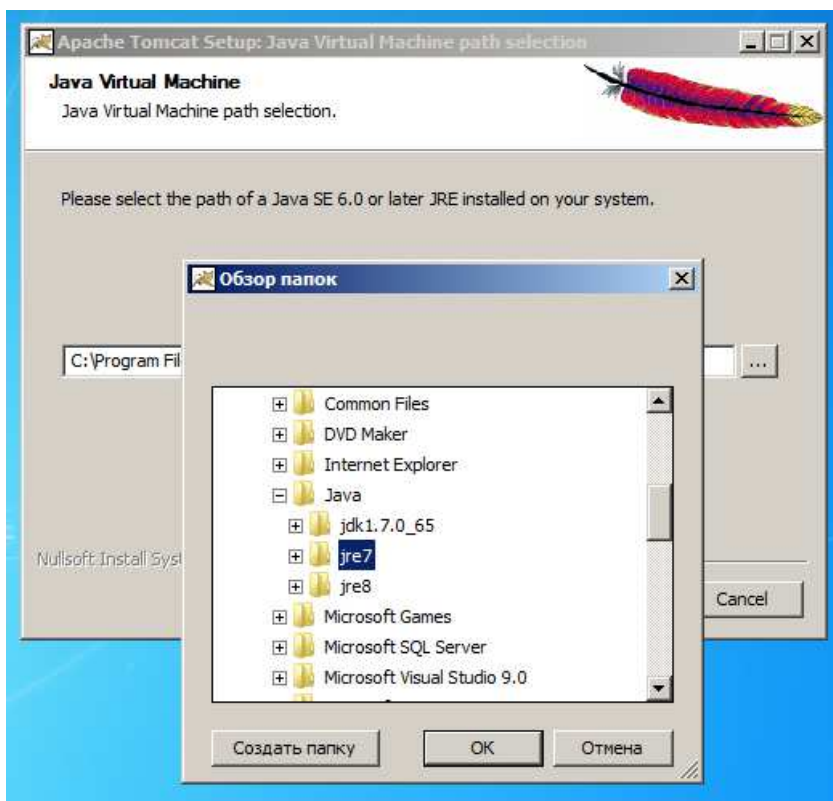 Apache Tomcat Setup: Java Virtual Machine path selection
Java Virtual Machine
Java Virtual Machine path selection.
Please select the path of a Java SE 6.0 or later JRE installed on your system.
Обзор папок
C:\Program Fil
...
Common Files
DVD Maker
Internet Explorer
Java
jdk1.7.0_65
jre7
jre8
Nullsoft Install Syst
Cancel
Microsoft Games
Microsoft SQL Server
Microsoft Visual Studio 9.0
Создать папку
OK
Отмена